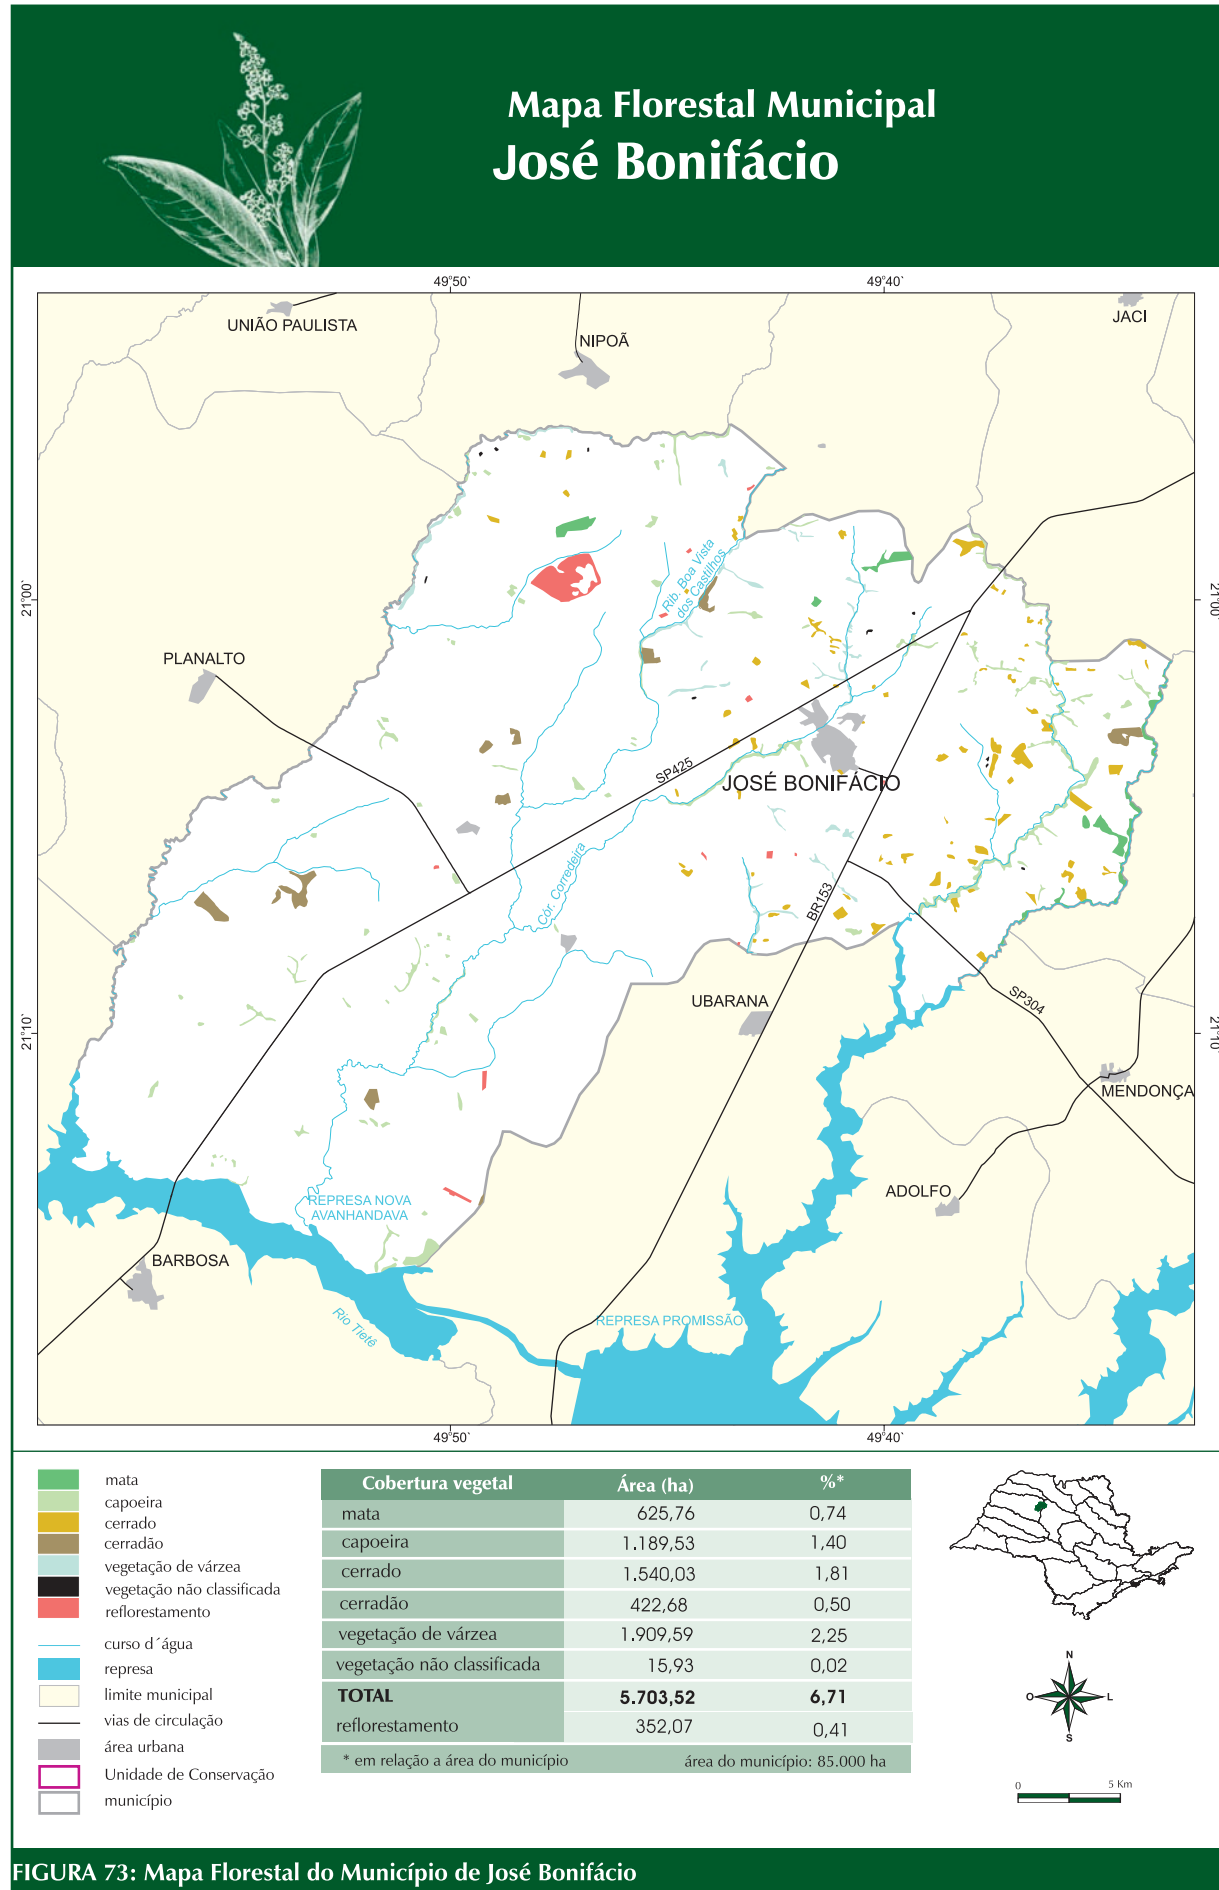 Mapa Florestal Municipal
José Bonifácio
49°50`
49°40`
UNIÃO PAULISTA
NIPOÃ
JACI
21°00`
21°00`
Rib. Boa Vista
dos Castilhos
PLANALTO
SP425
JOSÉ BONIFÁCIO
Cór. Corredeira
BR153
UBARANA
SP304
21°10`
21°10`
MENDONÇA
ADOLFO
REPRESA NOVA
AVANHANDAVA
BARBOSA
Rio Tietê
REPRESA PROMISSÃO
49°50`
49°40`
mata
capoeira
cerrado
cerradão
vegetação de várzea
vegetação não classificada
reflorestamento
curso d´água
represa
limite municipal
vias de circulação
área urbana
Unidade de Conservação
município
Cobertura vegetal Área (ha) %*
mata 625,76 0,74
capoeira 1.189,53 1,40
cerrado 1.540,03 1,81
cerradão 422,68 0,50
vegetação de várzea 1.909,59 2,25
vegetação não classificada 15,93 0,02
TOTAL 5.703,52 6,71
reflorestamento 352,07 0,41
* em relação a área do município área do município: 85.000 ha
N
O L
S
0 5 Km
FIGURA 73: Mapa Florestal do Município de José Bonifácio